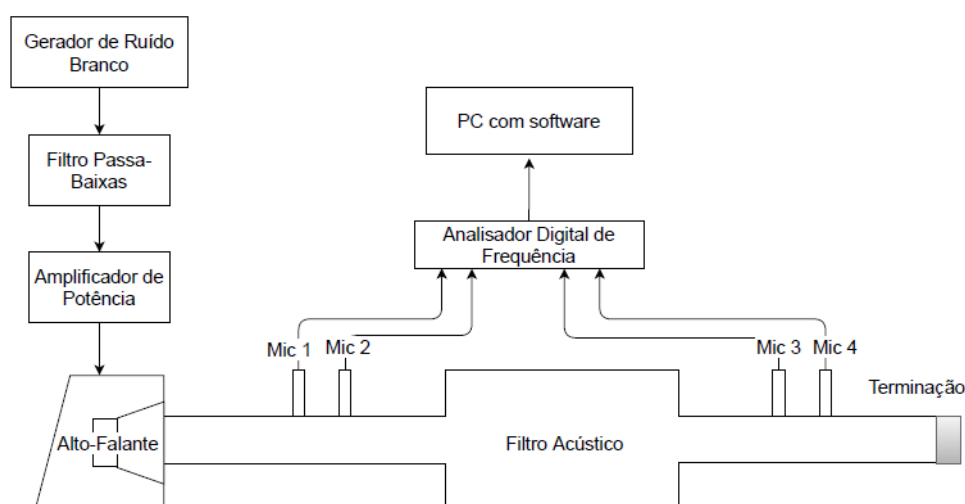 Gerador de Ruído
Branco
PC com software
Filtro Passa-
Baixas
Analisador Digital de
Frequência
Amplificador de
Potência
Mic 1
Mic 2
Mic 3
Mic 4
Terminação
Alto-Falante
Filtro Acústico